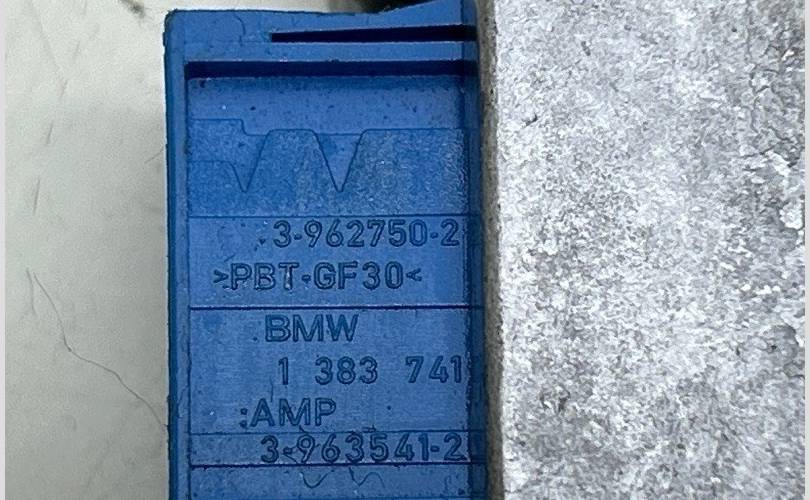 3-962750-2
>PBT-GF30<
BMW
1 383 741
:AMP
3-963541-2